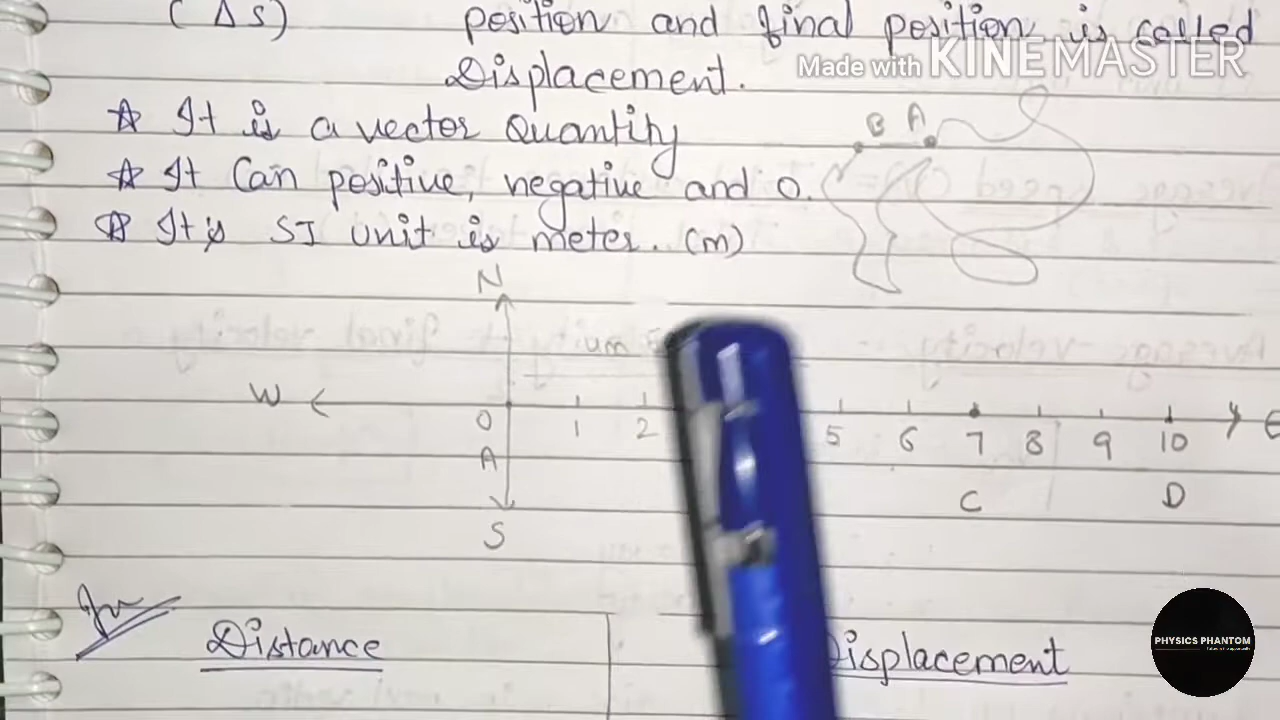 (Δs) position and final position is called
Made with KINEMASTER
Displacement.
☆ It is a vector Quantity
B A
☆ It Can positive, negative and 0.
☆ It's SI Unit is meter. (m)
N
um
W
O 1 2 5 6 7 8 9 10 E
A
C D
S
Distance Displacement
PHYSICS PHANTOM